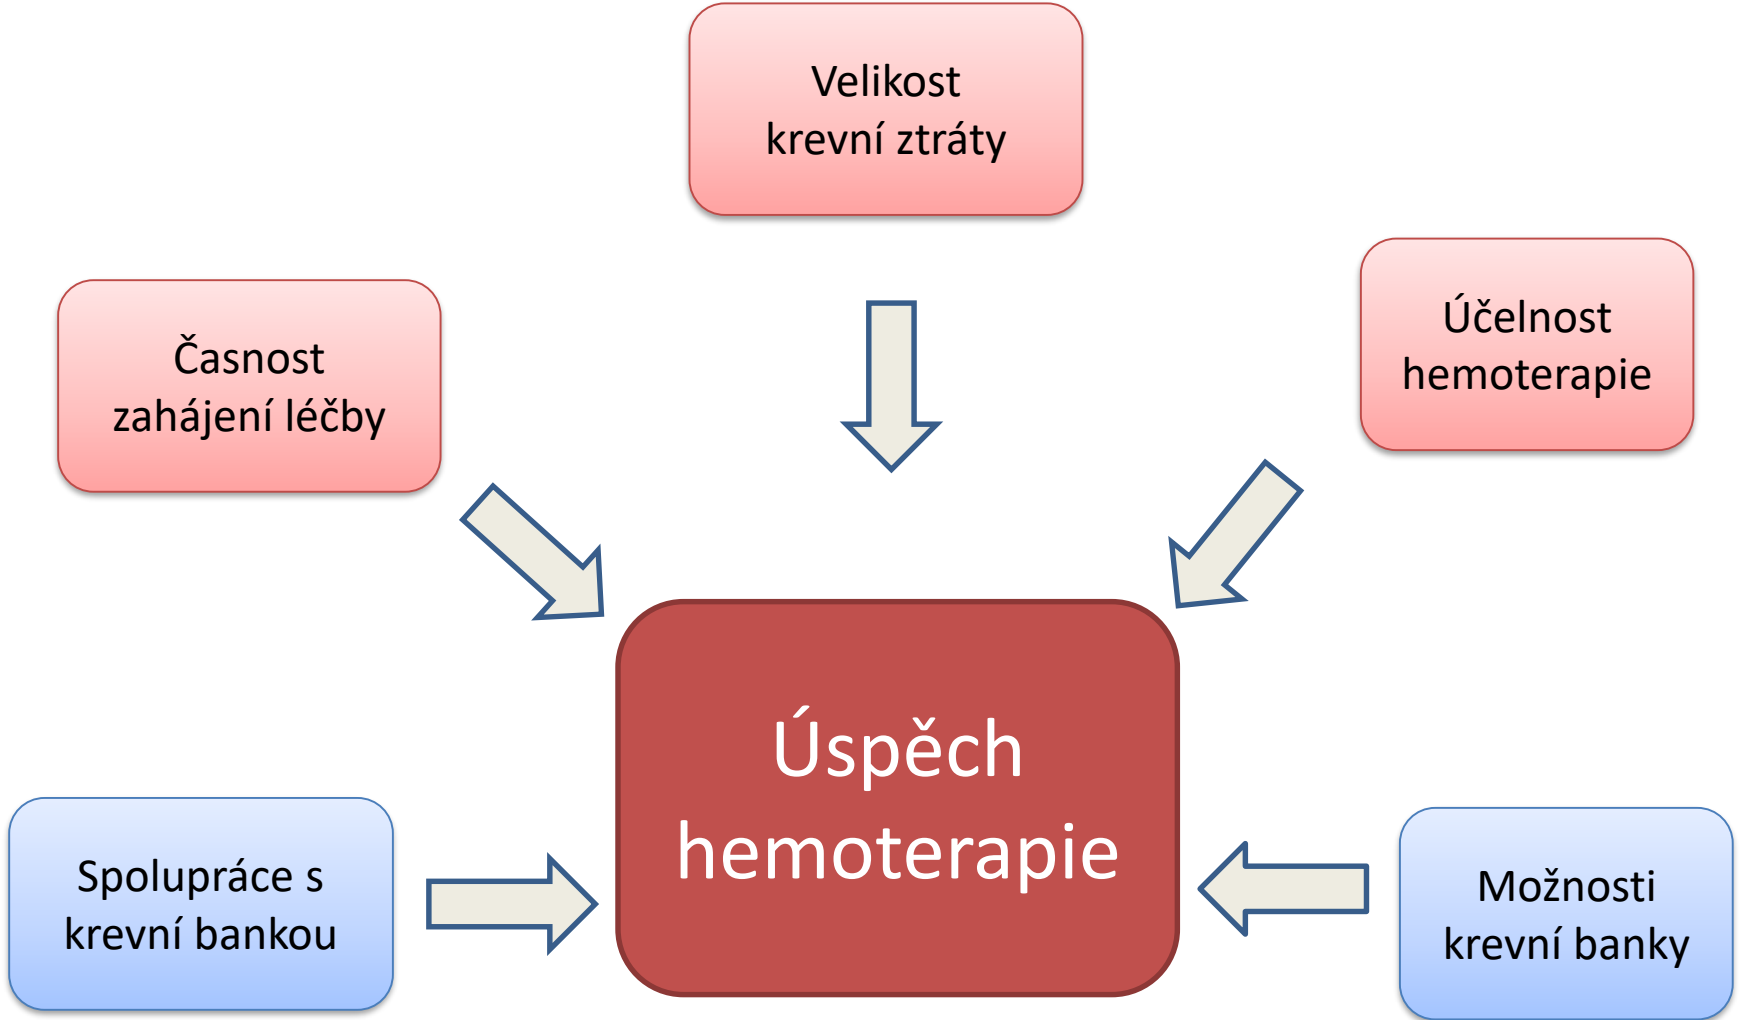 Velikost
krevní ztráty
Účelnost
hemoterapie
Časnost
zahájení léčby
Úspěch
hemoterapie
Spolupráce s
krevní bankou
Možnosti
krevní banky